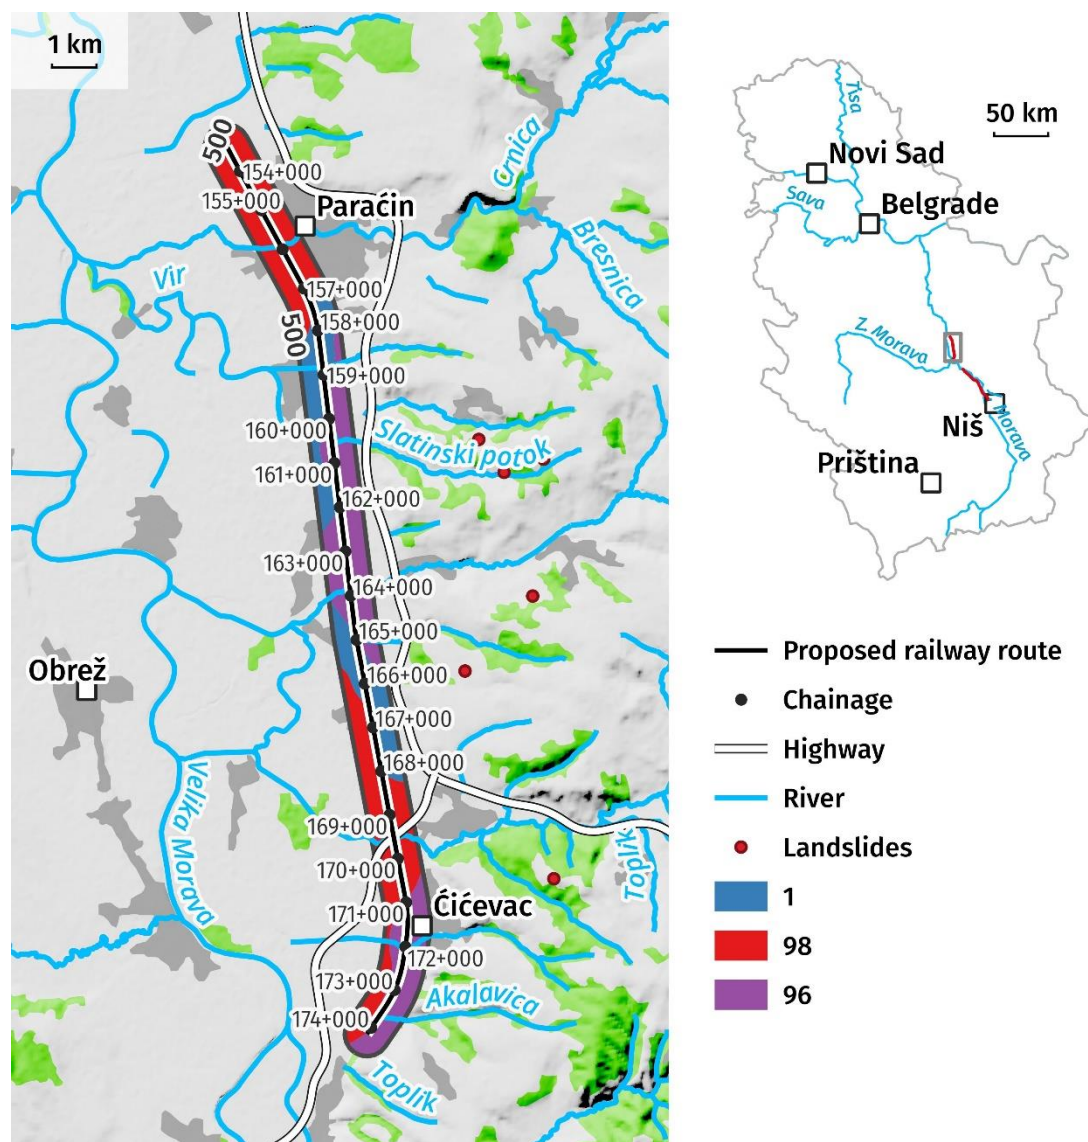 1 km
500
154+000
155+000
Paraćin
Crnica
Bresnica
Vir
157+000
500
158+000
159+000
160+000
Slatinski potok
161+000
162+000
163+000
164+000
165+000
Obrež
166+000
167+000
168+000
Velika Morava
169+000
Toplik
170+000
171+000
Ćićevac
172+000
173+000
Akalavica
174+000
Toplik
Tisa
50 km
Novi Sad
Sava
Belgrade
Z. Morava
Niš
Morava
Priština
Proposed railway route
Chainage
Highway
River
Landslides
1
98
96